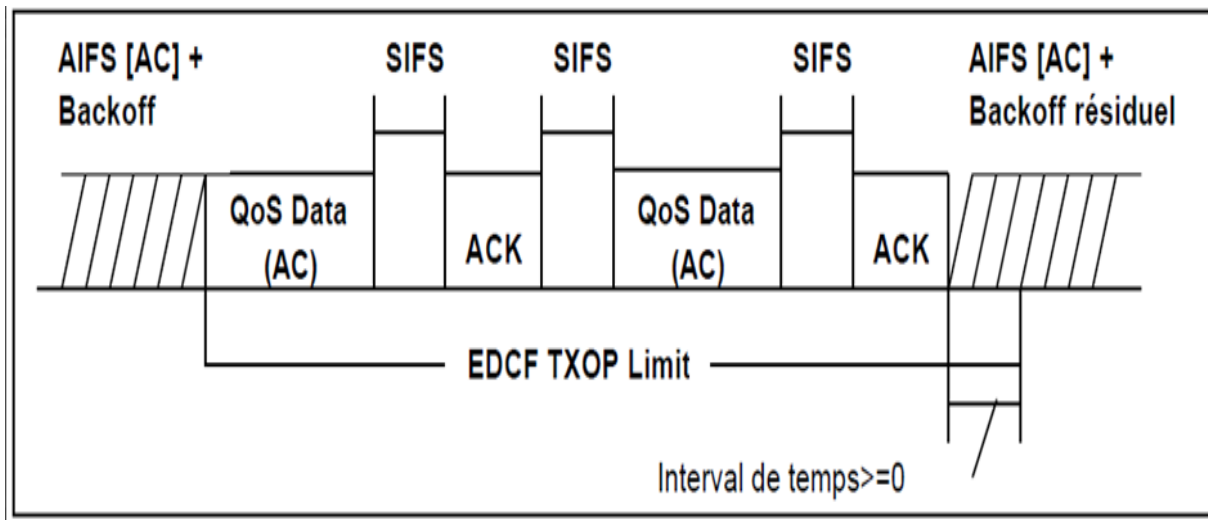 AIFS [AC] +
Backoff
SIFS
SIFS
SIFS
AIFS [AC] +
Backoff résiduel
QoS Data
(AC)
ACK
QoS Data
(AC)
ACK
EDCF TXOP Limit
Interval de temps>=0